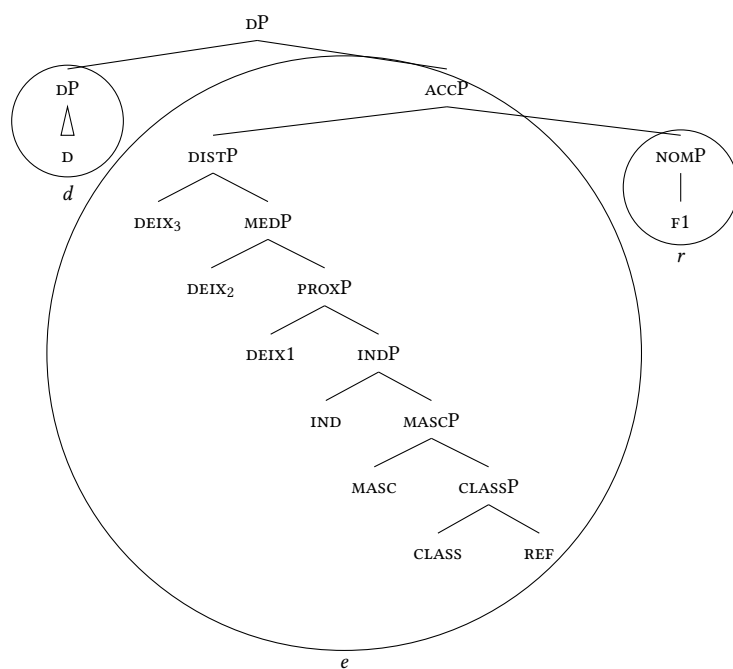 DP
DP ACCP
D DISTP NOMP
d DEIX₃ MEDP F1
r
DEIX₂ PROXP
DEIX1 INDP
IND MASCP
MASC CLASSP
CLASS REF
e